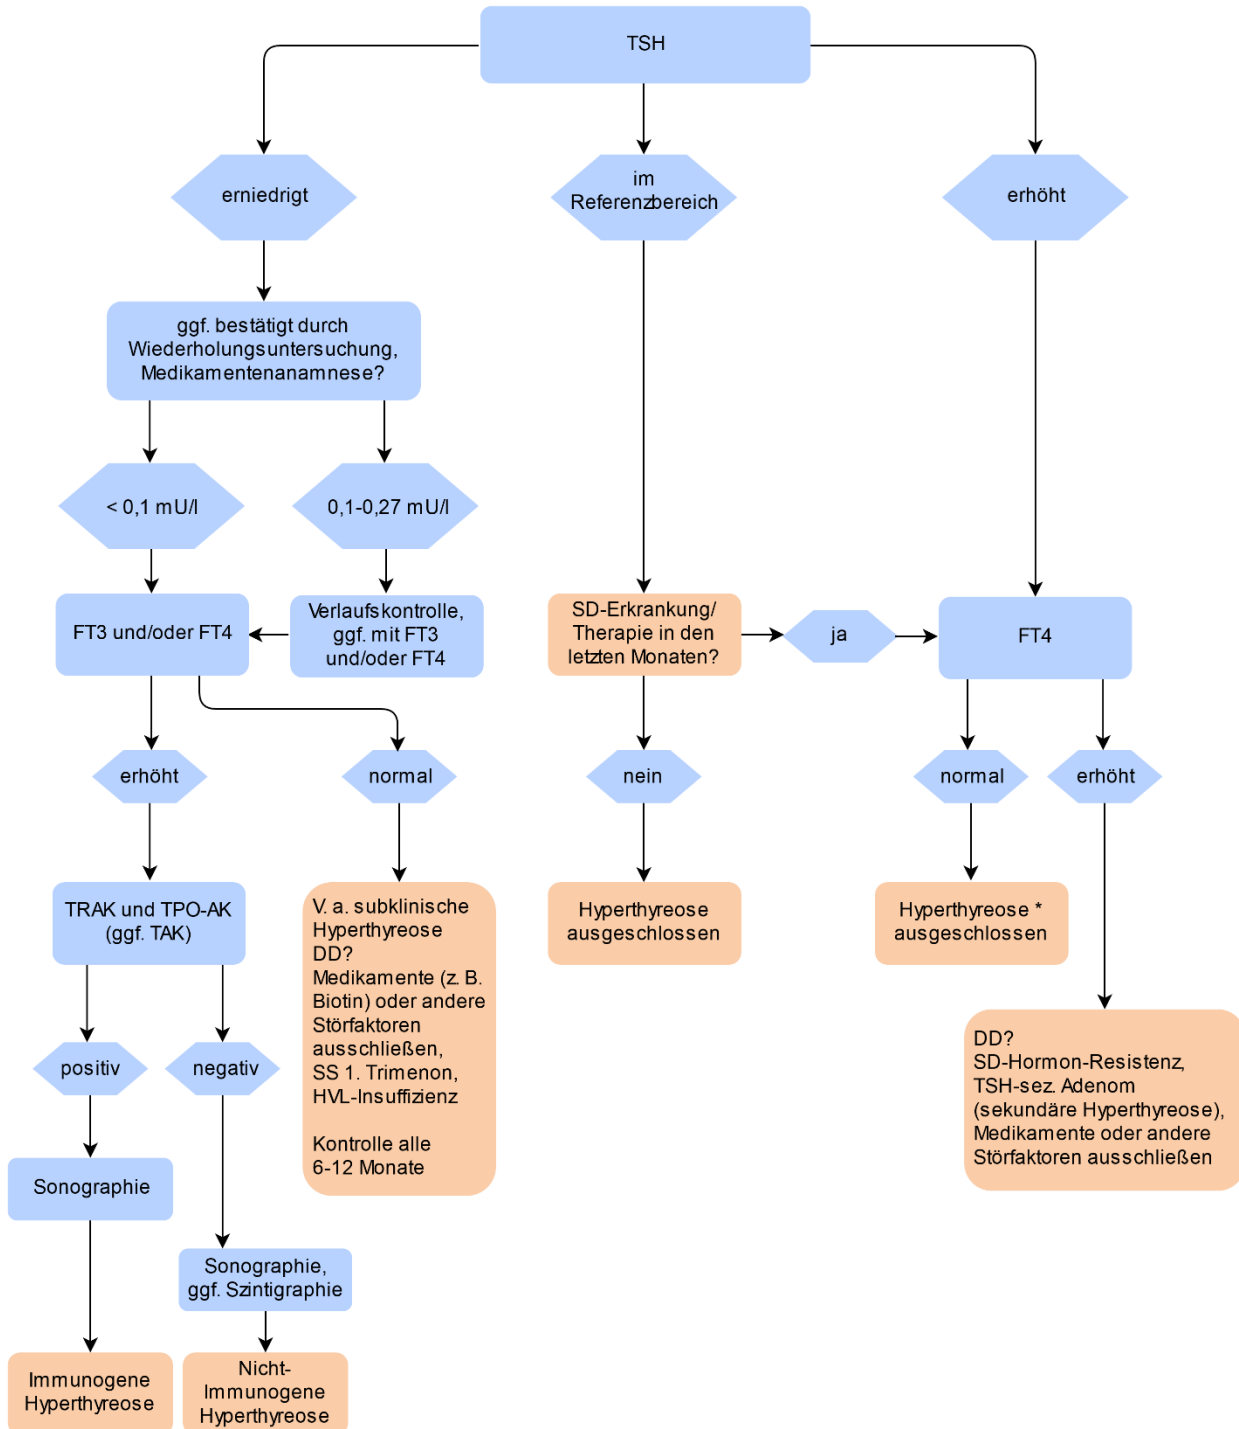 TSH
erniedrigt
im
Referenzbereich
erhöht
ggf. bestätigt durch
Wiederholungsuntersuchung,
Medikamentenanamnese?
< 0,1 mU/l
0,1-0,27 mU/l
FT3 und/oder FT4
Verlaufskontrolle,
ggf. mit FT3
und/oder FT4
SD-Erkrankung/
Therapie in den
letzten Monaten?
ja
FT4
erhöht
normal
nein
normal
erhöht
TRAK und TPO-AK
(ggf. TAK)
V. a. subklinische
Hyperthyreose
DD?
Medikamente (z. B.
Biotin) oder andere
Störfaktoren
ausschließen,
SS 1. Trimenon,
HVL-Insuffizienz
Kontrolle alle
6-12 Monate
Hyperthyreose
ausgeschlossen
Hyperthyreose *
ausgeschlossen
DD?
SD-Hormon-Resistenz,
TSH-sez. Adenom
(sekundäre Hyperthyreose),
Medikamente oder andere
Störfaktoren ausschließen
positiv
negativ
Sonographie
Sonographie,
ggf. Szintigraphie
Immunogene
Hyperthyreose
Nicht-
Immunogene
Hyperthyreose